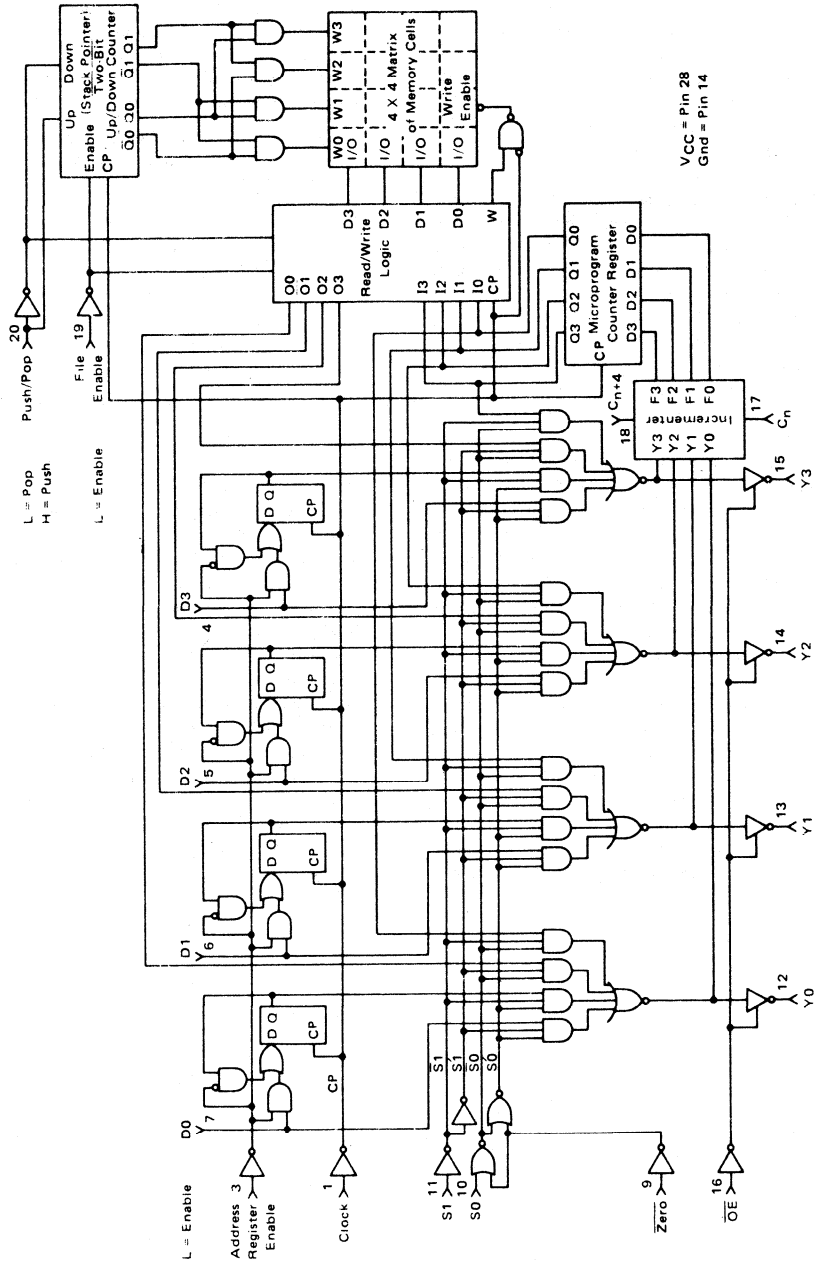 L = Enable
Address
Register
Enable
3
D0
7
D1
6
D2
5
D3
4
D Q
CP
D Q
CP
D Q
CP
D Q
CP
CP
Clock
1
L = Pop
H = Push
L = Enable
Push/Pop
20
File
Enable
19
Up
Down
Enable (Stack Pointer)
Two-Bit
CP Up/Down Counter
Q̅0 Q0 Q̅1 Q1
O0
O1
O2
O3
Read/Write
Logic
D3
D2
D1
D0
I3
I2
I1
I0
CP
W
W0 W1 W2 W3
I/O
I/O
I/O
I/O
4 X 4 Matrix
of Memory Cells
Write
Enable
S1
11
S0
10
S̅1
S1
S̅0
S0
Q3 Q2 Q1 Q0
CP Microprogram
Counter Register
D3 D2 D1 D0
Cn+4
18
Y3 F3
Y2 F2
Y1 F1
Y0 F0
Incrementer
17
Cn
Z̅e̅r̅o̅
9
O̅E̅
16
12
Y0
13
Y1
14
Y2
15
Y3
VCC = Pin 28
Gnd = Pin 14